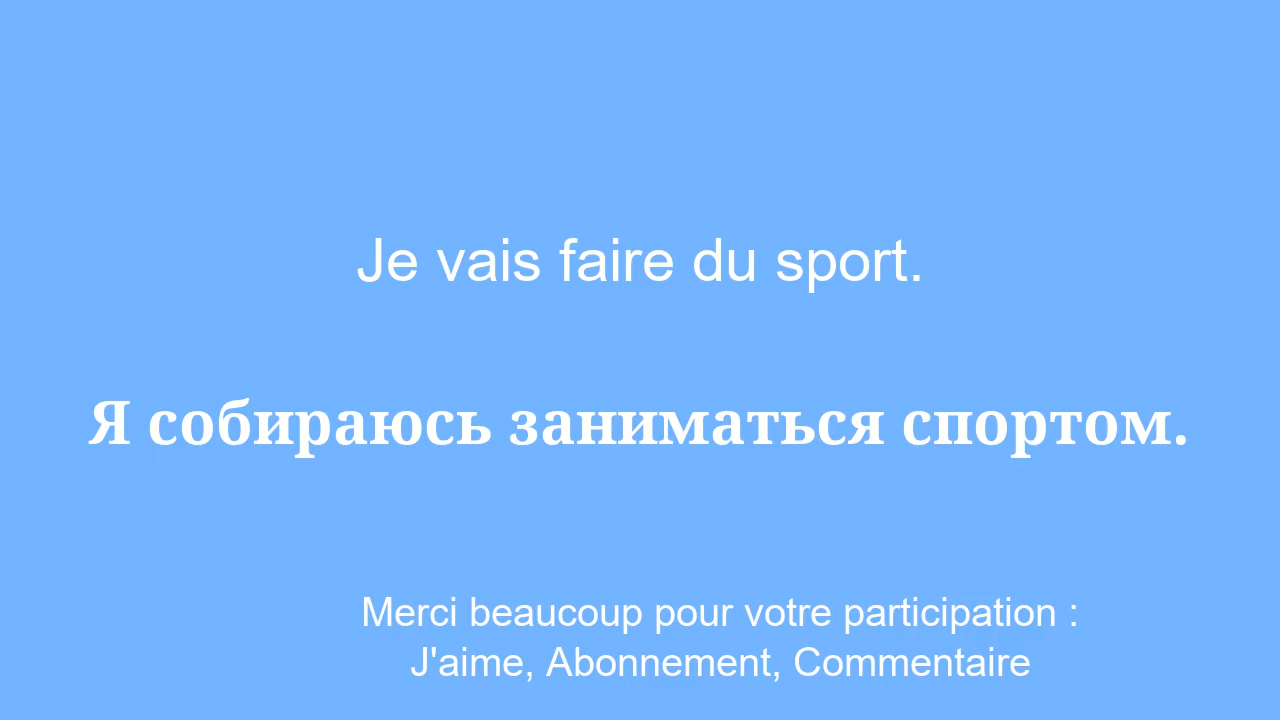 Je vais faire du sport.
Я собираюсь заниматься спортом.
Merci beaucoup pour votre participation :
J'aime, Abonnement, Commentaire